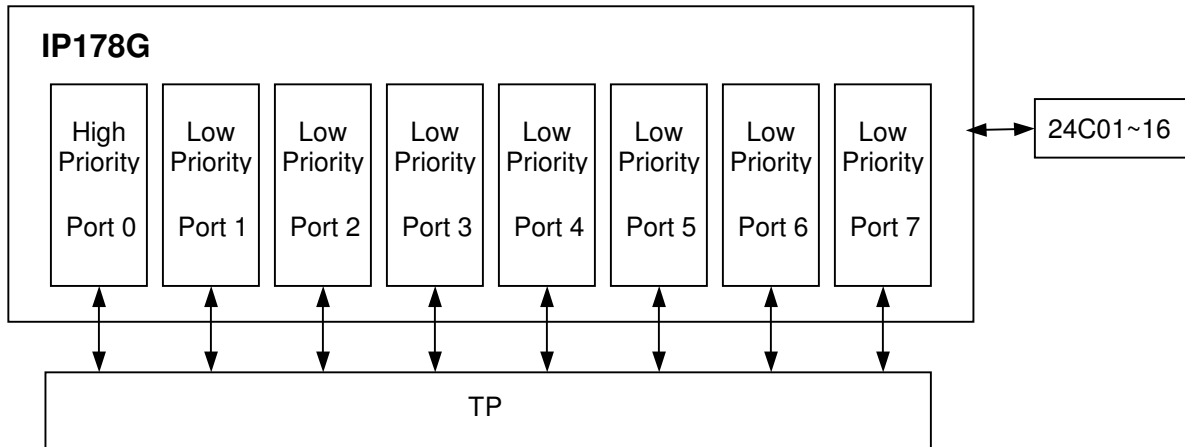 IP178G
High Priority Port 0
Low Priority Port 1
Low Priority Port 2
Low Priority Port 3
Low Priority Port 4
Low Priority Port 5
Low Priority Port 6
Low Priority Port 7
24C01~16
TP